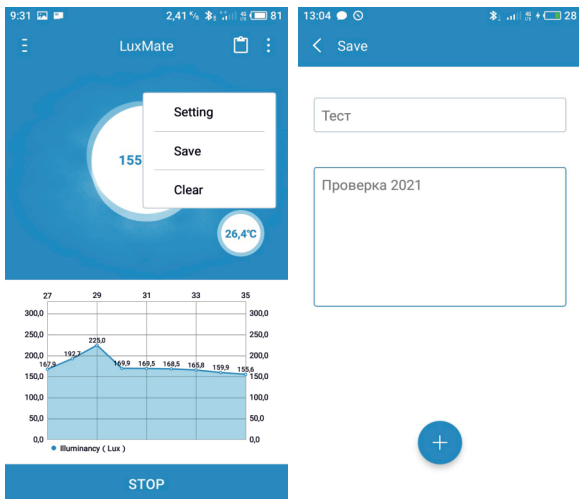 9:31 2,41 K/s 4G 81
LuxMate
Setting
Save
Clear
155
26,4℃
27 29 31 33 35
300,0 300,0
250,0 250,0
200,0 200,0
150,0 150,0
100,0 100,0
50,0 50,0
0,0 0,0
167,9 192,7 225,0 169,9 169,5 168,5 165,8 159,9 155,6
Illuminancy ( Lux )
STOP
13:04 4G 28
Save
Тест
Проверка 2021
+